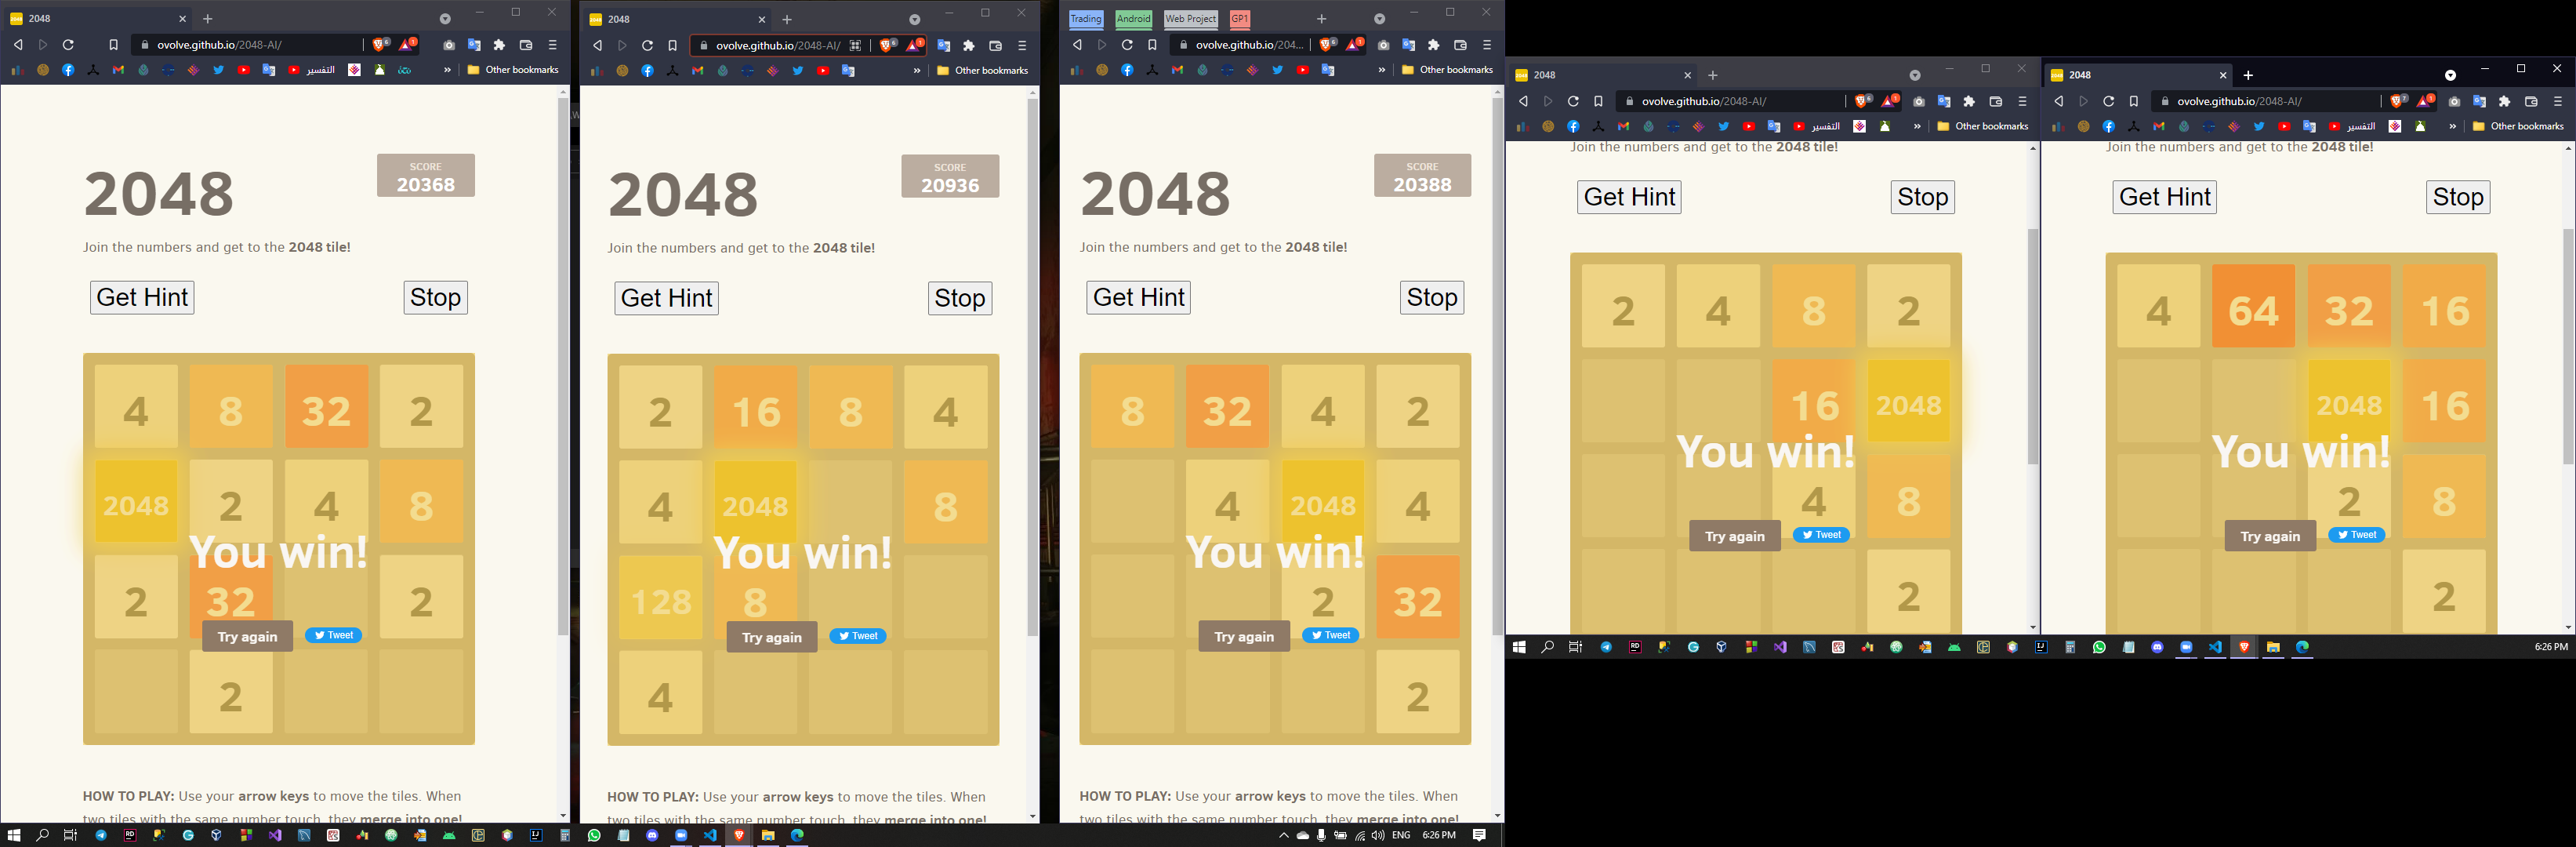 2048
ovolve.github.io/2048-AI/
التفسير
Other bookmarks
2048
SCORE
20368
Join the numbers and get to the 2048 tile!
Get Hint
Stop
4 8 32 2
2048 2 4 8
You win!
2 32 2
Try again
Tweet
2
HOW TO PLAY: Use your arrow keys to move the tiles. When
two tiles with the same number touch, they merge into one!
2048
ovolve.github.io/2048-AI/
Other bookmarks
2048
SCORE
20936
Join the numbers and get to the 2048 tile!
Get Hint
Stop
2 16 8 4
4 2048 8
You win!
128 8
Try again
Tweet
4
HOW TO PLAY: Use your arrow keys to move the tiles. When
two tiles with the same number touch, they merge into one!
Trading
Android
Web Project
GP1
ovolve.github.io/204...
Other bookmarks
2048
SCORE
20388
Join the numbers and get to the 2048 tile!
Get Hint
Stop
8 32 4 2
4 2048 4
You win!
2 32
Try again
Tweet
2
HOW TO PLAY: Use your arrow keys to move the tiles. When
two tiles with the same number touch, they merge into one!
ENG
6:26 PM
2048
ovolve.github.io/2048-AI/
التفسير
Other bookmarks
Join the numbers and get to the 2048 tile!
Get Hint
Stop
2 4 8 2
16 2048
You win!
4 8
Try again
Tweet
2
2048
ovolve.github.io/2048-AI/
التفسير
Other bookmarks
Join the numbers and get to the 2048 tile!
Get Hint
Stop
4 64 32 16
2048 16
You win!
2 8
Try again
Tweet
2
6:26 PM